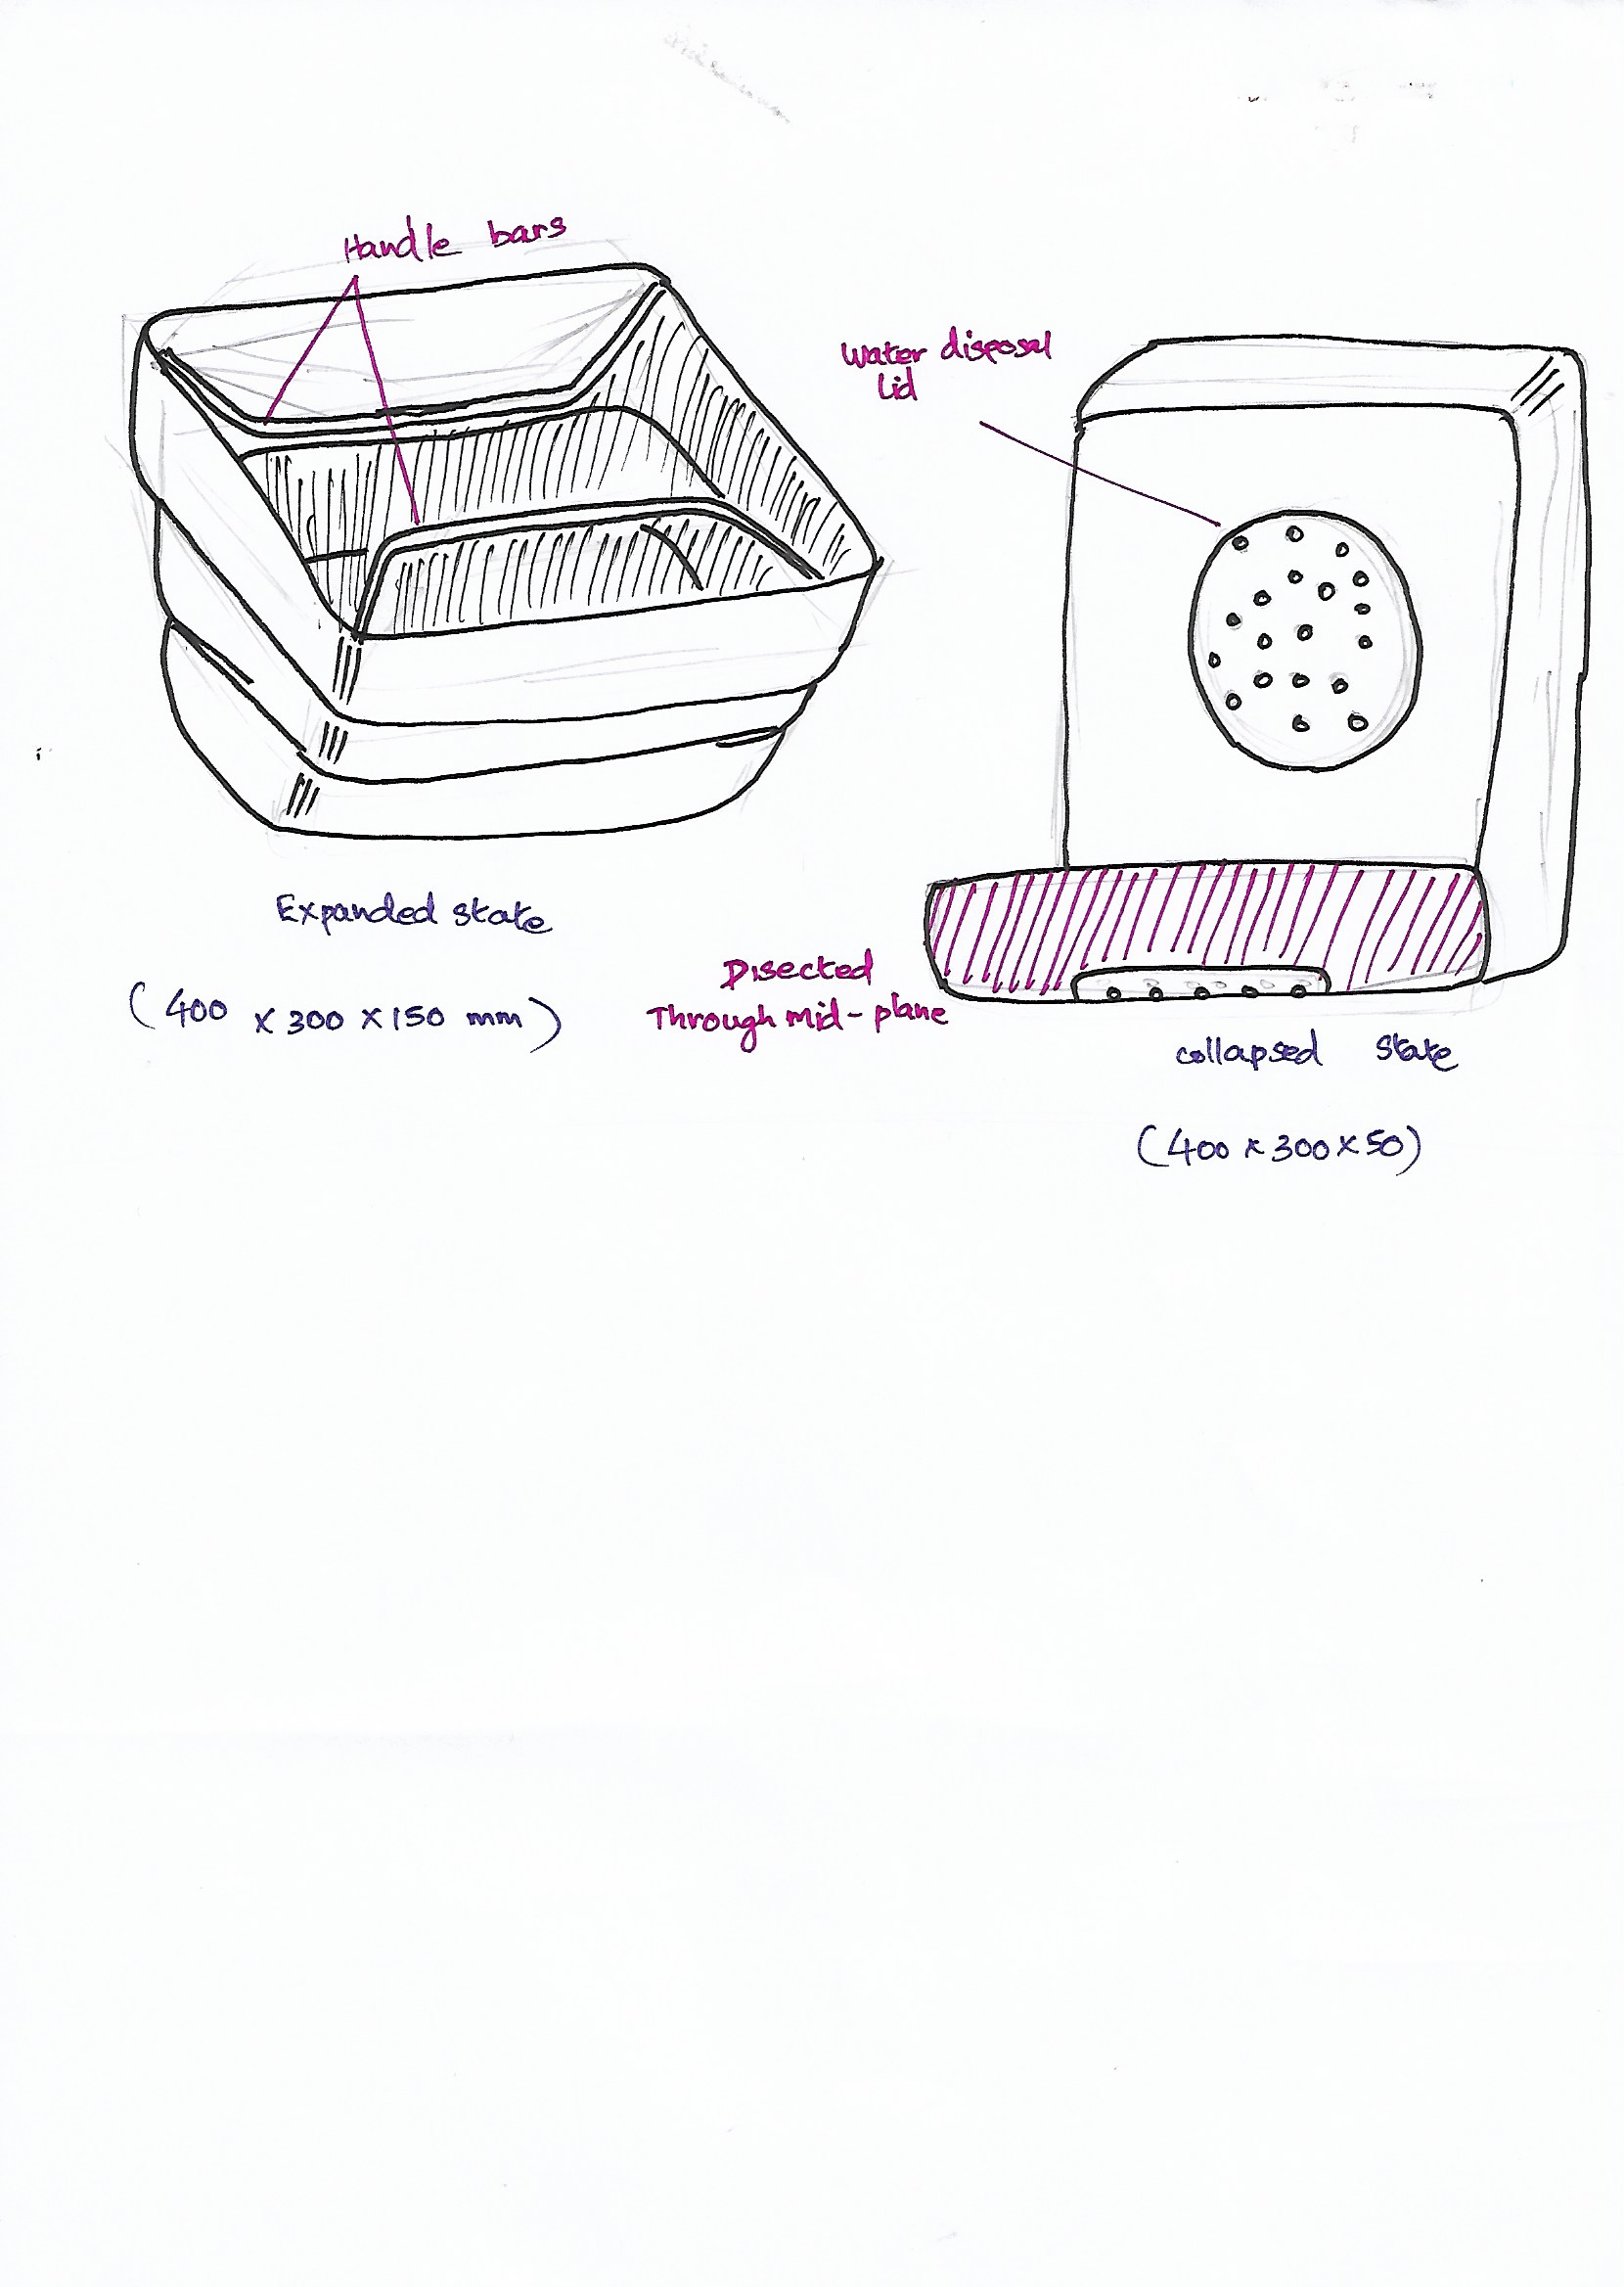 Handle bars
Water disposal
Lid
Expanded state
(400 x 300 x 150 mm)
Disected
Through mid-plane
collapsed state
(400 x 300 x 50)